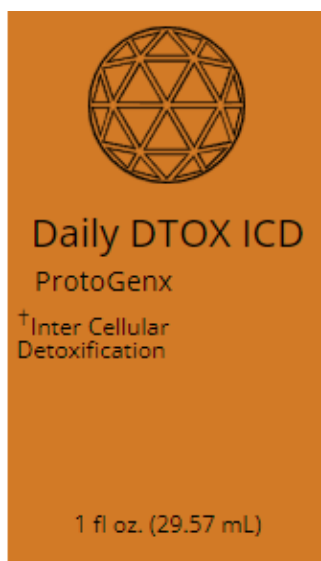 Daily DTOX ICD
ProtoGenx
†Inter Cellular
Detoxification
1 fl oz. (29.57 mL)